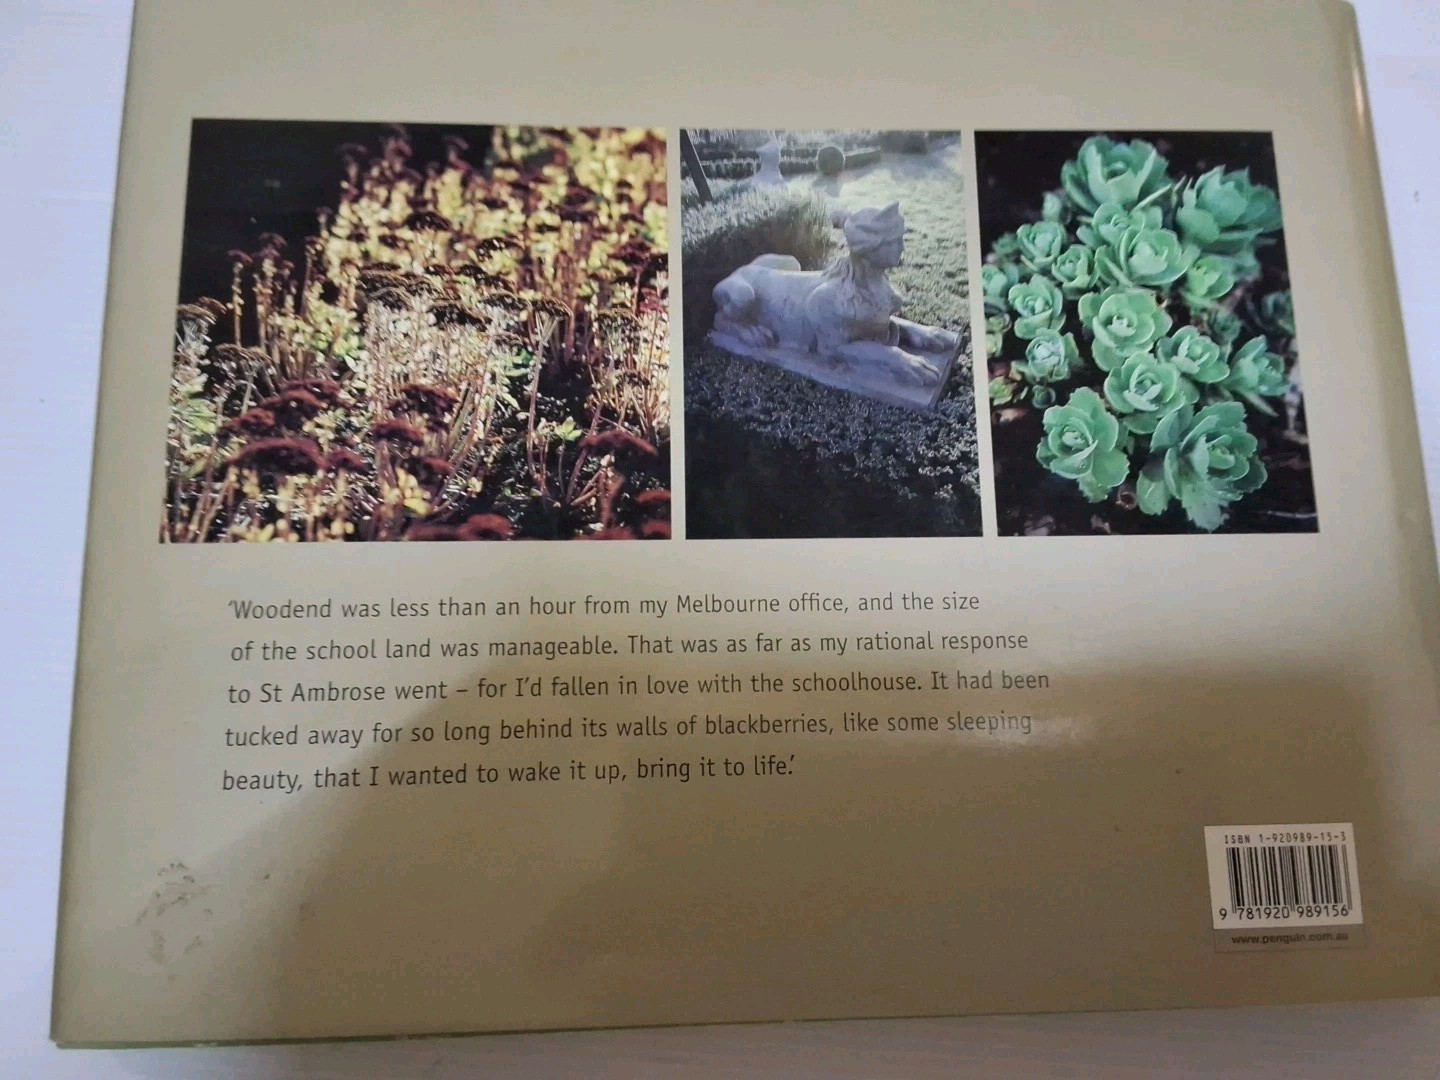 ‘Woodend was less than an hour from my Melbourne office, and the size
of the school land was manageable. That was as far as my rational response
to St Ambrose went – for I’d fallen in love with the schoolhouse. It had been
tucked away for so long behind its walls of blackberries, like some sleeping
beauty, that I wanted to wake it up, bring it to life.’
ISBN 1-920989-15-3
9 781920 989156
www.penguin.com.au